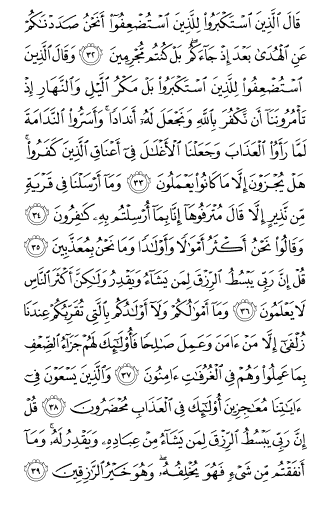 قَالَ ٱلَّذِينَ ٱسْتَكْبَرُوا۟ لِلَّذِينَ ٱسْتُضْعِفُوٓا۟ أَنَحْنُ صَدَدْنَـٰكُمْ
عَنِ ٱلْهُدَىٰ بَعْدَ إِذْ جَآءَكُم ۖ بَلْ كُنتُم مُّجْرِمِينَ ﴿٣٢﴾ وَقَالَ ٱلَّذِينَ
ٱسْتُضْعِفُوا۟ لِلَّذِينَ ٱسْتَكْبَرُوا۟ بَلْ مَكْرُ ٱلَّيْلِ وَٱلنَّهَارِ إِذْ
تَأْمُرُونَنَآ أَن نَّكْفُرَ بِٱللَّهِ وَنَجْعَلَ لَهُۥٓ أَندَادًا ۚ وَأَسَرُّوا۟ ٱلنَّدَامَةَ
لَمَّا رَأَوُا۟ ٱلْعَذَابَ وَجَعَلْنَا ٱلْأَغْلَـٰلَ فِىٓ أَعْنَاقِ ٱلَّذِينَ كَفَرُوا۟ ۚ
هَلْ يُجْزَوْنَ إِلَّا مَا كَانُوا۟ يَعْمَلُونَ ﴿٣٣﴾ وَمَآ أَرْسَلْنَا فِى قَرْيَةٍ
مِّن نَّذِيرٍ إِلَّا قَالَ مُتْرَفُوهَآ إِنَّا بِمَآ أُرْسِلْتُم بِهِۦ كَـٰفِرُونَ ﴿٣٤﴾
وَقَالُوا۟ نَحْنُ أَكْثَرُ أَمْوَٰلًا وَأَوْلَـٰدًا وَمَا نَحْنُ بِمُعَذَّبِينَ ﴿٣٥﴾
قُلْ إِنَّ رَبِّى يَبْسُطُ ٱلرِّزْقَ لِمَن يَشَآءُ وَيَقْدِرُ وَلَـٰكِنَّ أَكْثَرَ ٱلنَّاسِ
لَا يَعْلَمُونَ ﴿٣٦﴾ وَمَآ أَمْوَٰلُكُمْ وَلَآ أَوْلَـٰدُكُم بِٱلَّتِى تُقَرِّبُكُمْ عِندَنَا
زُلْفَىٰٓ إِلَّا مَنْ ءَامَنَ وَعَمِلَ صَـٰلِحًا فَأُو۟لَـٰٓئِكَ لَهُمْ جَزَآءُ ٱلضِّعْفِ
بِمَا عَمِلُوا۟ وَهُمْ فِى ٱلْغُرُفَـٰتِ ءَامِنُونَ ﴿٣٧﴾ وَٱلَّذِينَ يَسْعَوْنَ فِىٓ
ءَايَـٰتِنَا مُعَـٰجِزِينَ أُو۟لَـٰٓئِكَ فِى ٱلْعَذَابِ مُحْضَرُونَ ﴿٣٨﴾ قُلْ
إِنَّ رَبِّى يَبْسُطُ ٱلرِّزْقَ لِمَن يَشَآءُ مِنْ عِبَادِهِۦ وَيَقْدِرُ لَهُۥ ۚ وَمَآ
أَنفَقْتُم مِّن شَىْءٍ فَهُوَ يُخْلِفُهُۥ ۖ وَهُوَ خَيْرُ ٱلرَّٰزِقِينَ ﴿٣٩﴾